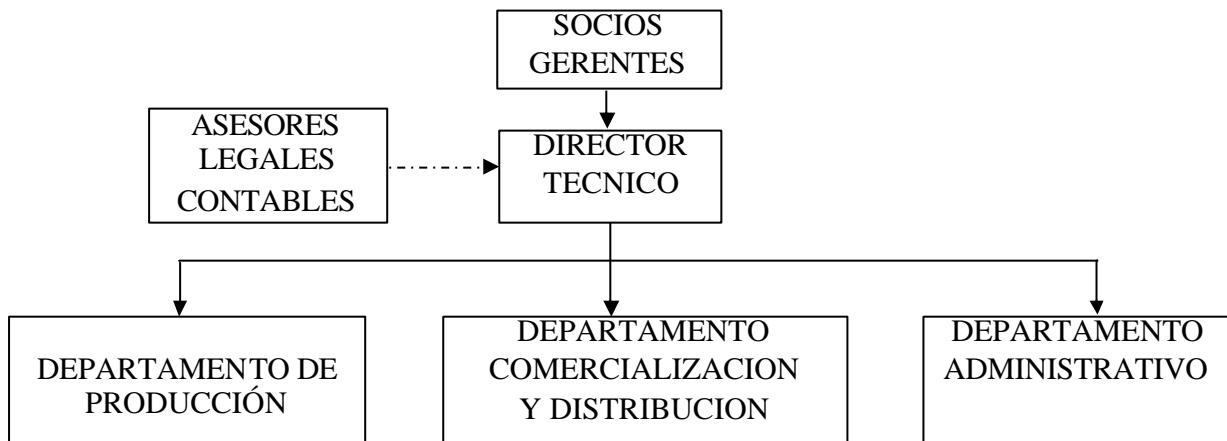 SOCIOS
GERENTES
ASESORES
LEGALES
CONTABLES
DIRECTOR
TECNICO
DEPARTAMENTO DE
PRODUCCIÓN
DEPARTAMENTO
COMERCIALIZACION
Y DISTRIBUCION
DEPARTAMENTO
ADMINISTRATIVO